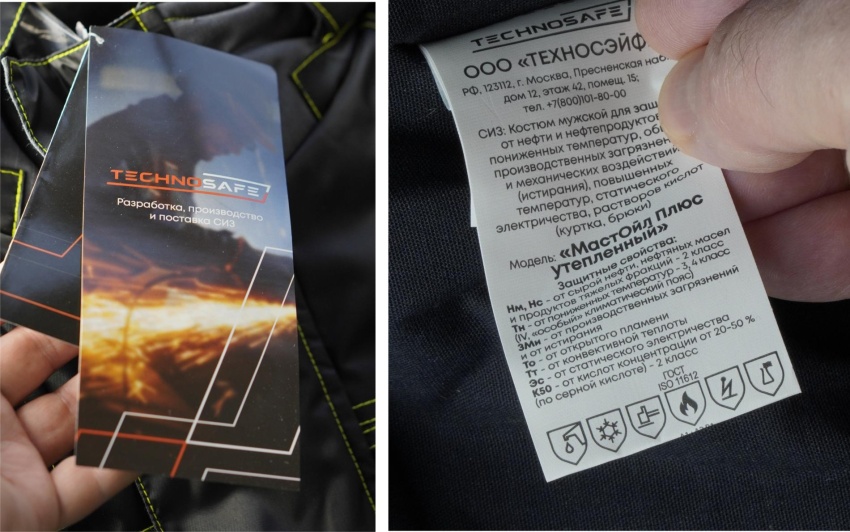 TECHNOSAFE
Разработка, производство
и поставка СИЗ
TECHNOSAFE
ООО «ТЕХНОСЭЙФ
РФ, 123112, г. Москва, Пресненская наб
дом 12, этаж 42, помещ. 15;
тел. +7(800)101-80-00
СИЗ: Костюм мужской для защ
от нефти и нефтепродуктов
пониженных температур, об
производственных загрязнен
и механических воздействи
(истирания), повышенных
температур, статического
электричества, растворов кислот
(куртка, брюки)
Модель: «МастОйл Плюс
утепленный»
Защитные свойства:
Нм, Нс - от сырой нефти, нефтяных масел
и продуктов тяжелых фракций - 2 класс
Тн - от пониженных температур - 3, 4 класс
(IV, «особый» климатический пояс)
ЗМи - от производственных загрязнений
и от истирания
То - от открытого пламени
Тт - от конвективной теплоты
Эс - от статического электричества
К50 - от кислот концентрации от 20-50 %
(по серной кислоте) - 2 класс
ГОСТ
ISO 11612